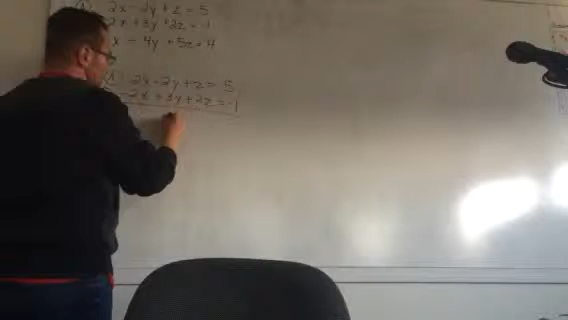 2x - 2y + z = 5
-2x + 3y + 2z = -1
x - 4y + 5z = 4
2x - 2y + z = 5
-2x + 3y + 2z = -1